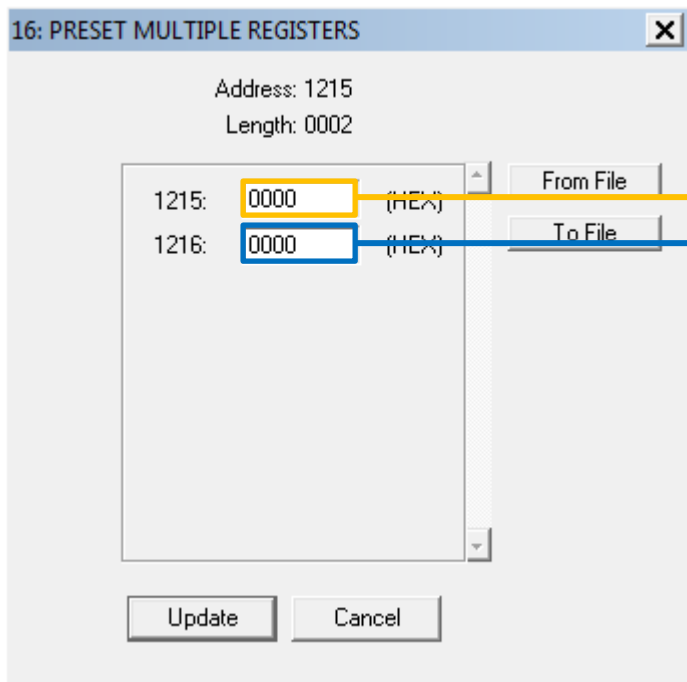 16: PRESET MULTIPLE REGISTERS
Address: 1215
Length: 0002
1215: 0000 (HEX)
1216: 0000 (HEX)
From File
To File
Update
Cancel